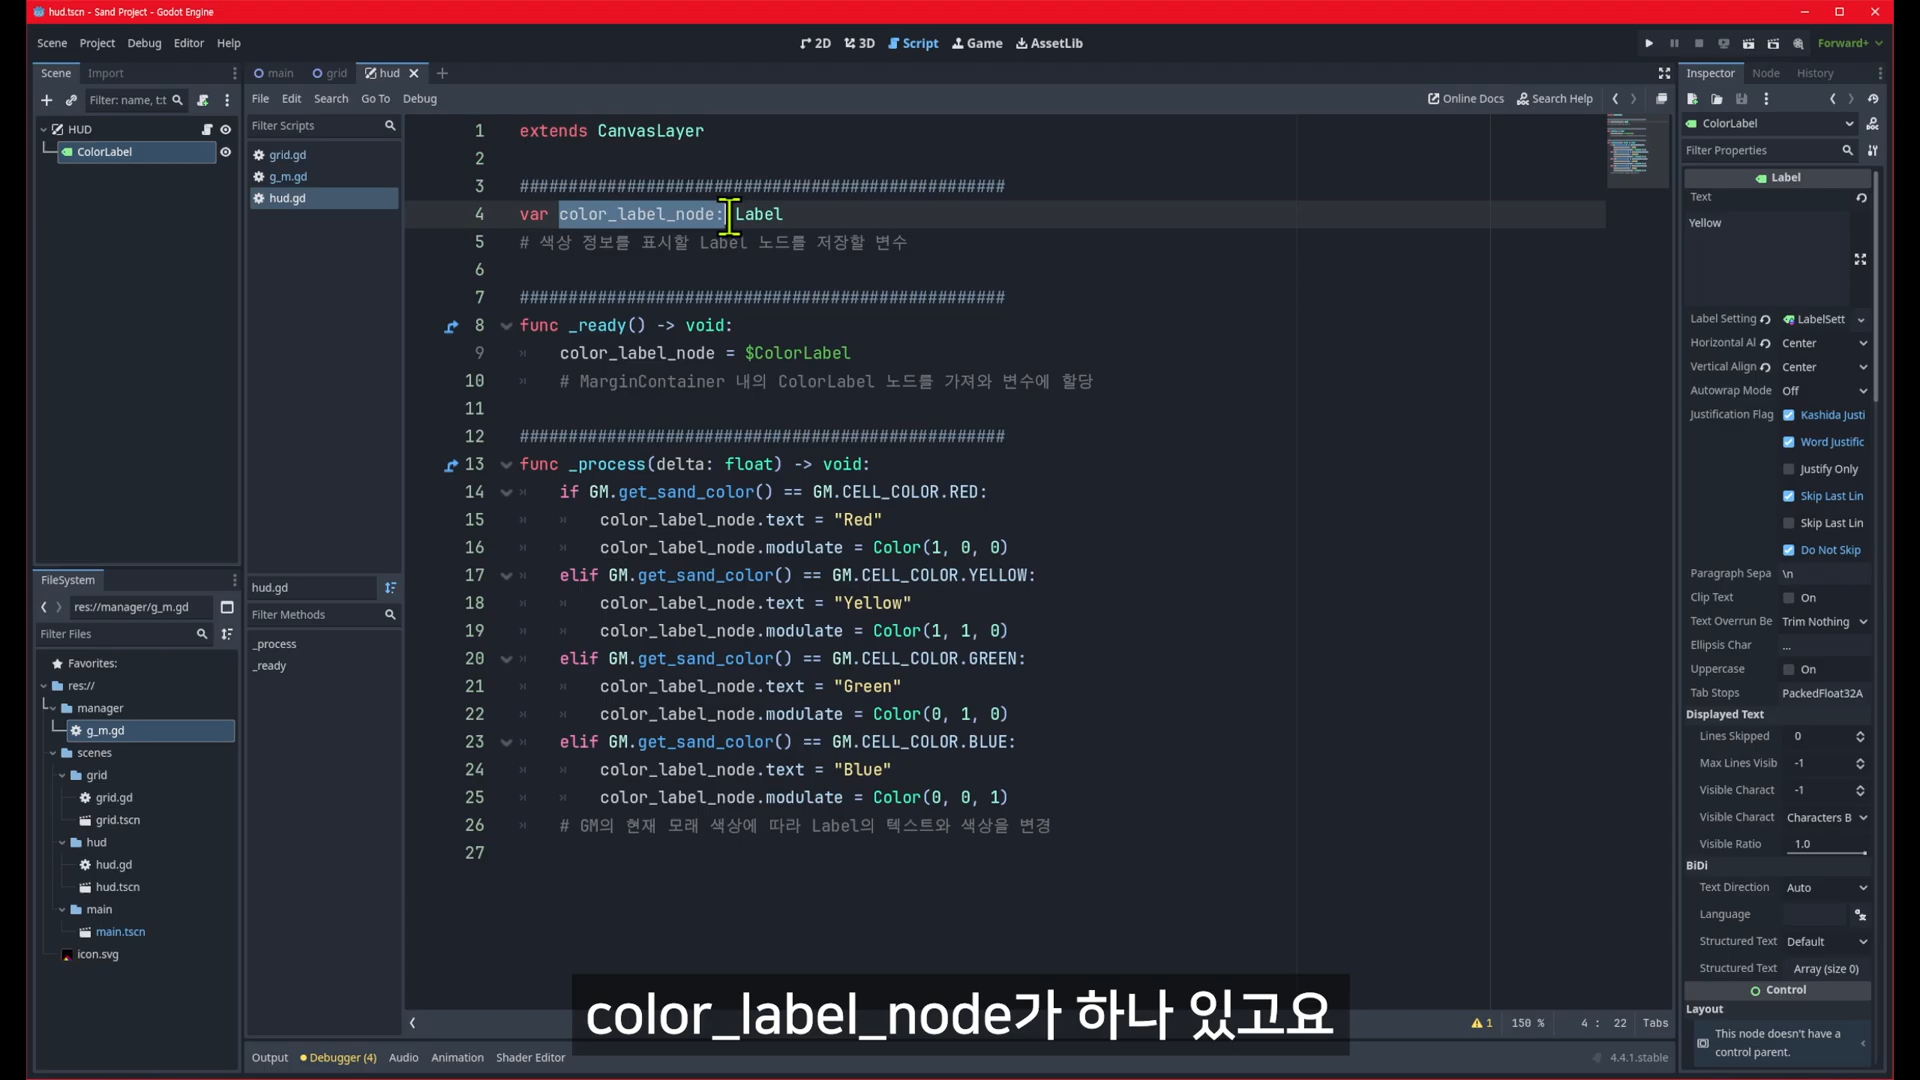 hud.tscn - Sand Project - Godot Engine
Scene Project Debug Editor Help
2D 3D Script Game AssetLib
Forward+
Scene Import
Filter: name, t:t
HUD
ColorLabel
main grid hud
File Edit Search Go To Debug
Online Docs Search Help
Filter Scripts
grid.gd
g_m.gd
hud.gd
hud.gd
Filter Methods
_process
_ready
1 extends CanvasLayer
2
3 ##################################################
4 var color_label_node: Label
5 # 색상 정보를 표시할 Label 노드를 저장할 변수
6
7 ##################################################
8 func _ready() -> void:
9 color_label_node = $ColorLabel
10 # MarginContainer 내의 ColorLabel 노드를 가져와 변수에 할당
11
12 ##################################################
13 func _process(delta: float) -> void:
14 if GM.get_sand_color() == GM.CELL_COLOR.RED:
15 color_label_node.text = "Red"
16 color_label_node.modulate = Color(1, 0, 0)
17 elif GM.get_sand_color() == GM.CELL_COLOR.YELLOW:
18 color_label_node.text = "Yellow"
19 color_label_node.modulate = Color(1, 1, 0)
20 elif GM.get_sand_color() == GM.CELL_COLOR.GREEN:
21 color_label_node.text = "Green"
22 color_label_node.modulate = Color(0, 1, 0)
23 elif GM.get_sand_color() == GM.CELL_COLOR.BLUE:
24 color_label_node.text = "Blue"
25 color_label_node.modulate = Color(0, 0, 1)
26 # GM의 현재 모래 색상에 따라 Label의 텍스트와 색상을 변경
27
1 150 % 4 : 22 Tabs
FileSystem
res://manager/g_m.gd
Filter Files
Favorites:
res://
manager
g_m.gd
scenes
grid
grid.gd
grid.tscn
hud
hud.gd
hud.tscn
main
main.tscn
icon.svg
Output Debugger (4) Audio Animation Shader Editor
4.4.1.stable
Inspector Node History
ColorLabel
Filter Properties
Label
Text
Yellow
Label Setting LabelSett
Horizontal Al Center
Vertical Align Center
Autowrap Mode Off
Justification Flag Kashida Justi
Word Justific
Justify Only
Skip Last Lin
Skip Last Lin
Do Not Skip
Paragraph Sepa \n
Clip Text On
Text Overrun Be Trim Nothing
Ellipsis Char ...
Uppercase On
Tab Stops PackedFloat32A
Displayed Text
Lines Skipped 0
Max Lines Visib -1
Visible Charact -1
Visible Charact Characters B
Visible Ratio 1.0
BiDi
Text Direction Auto
Language
Structured Text Default
Structured Text Array (size 0)
Control
Layout
This node doesn't have a
control parent.
color_label_node가 하나 있고요